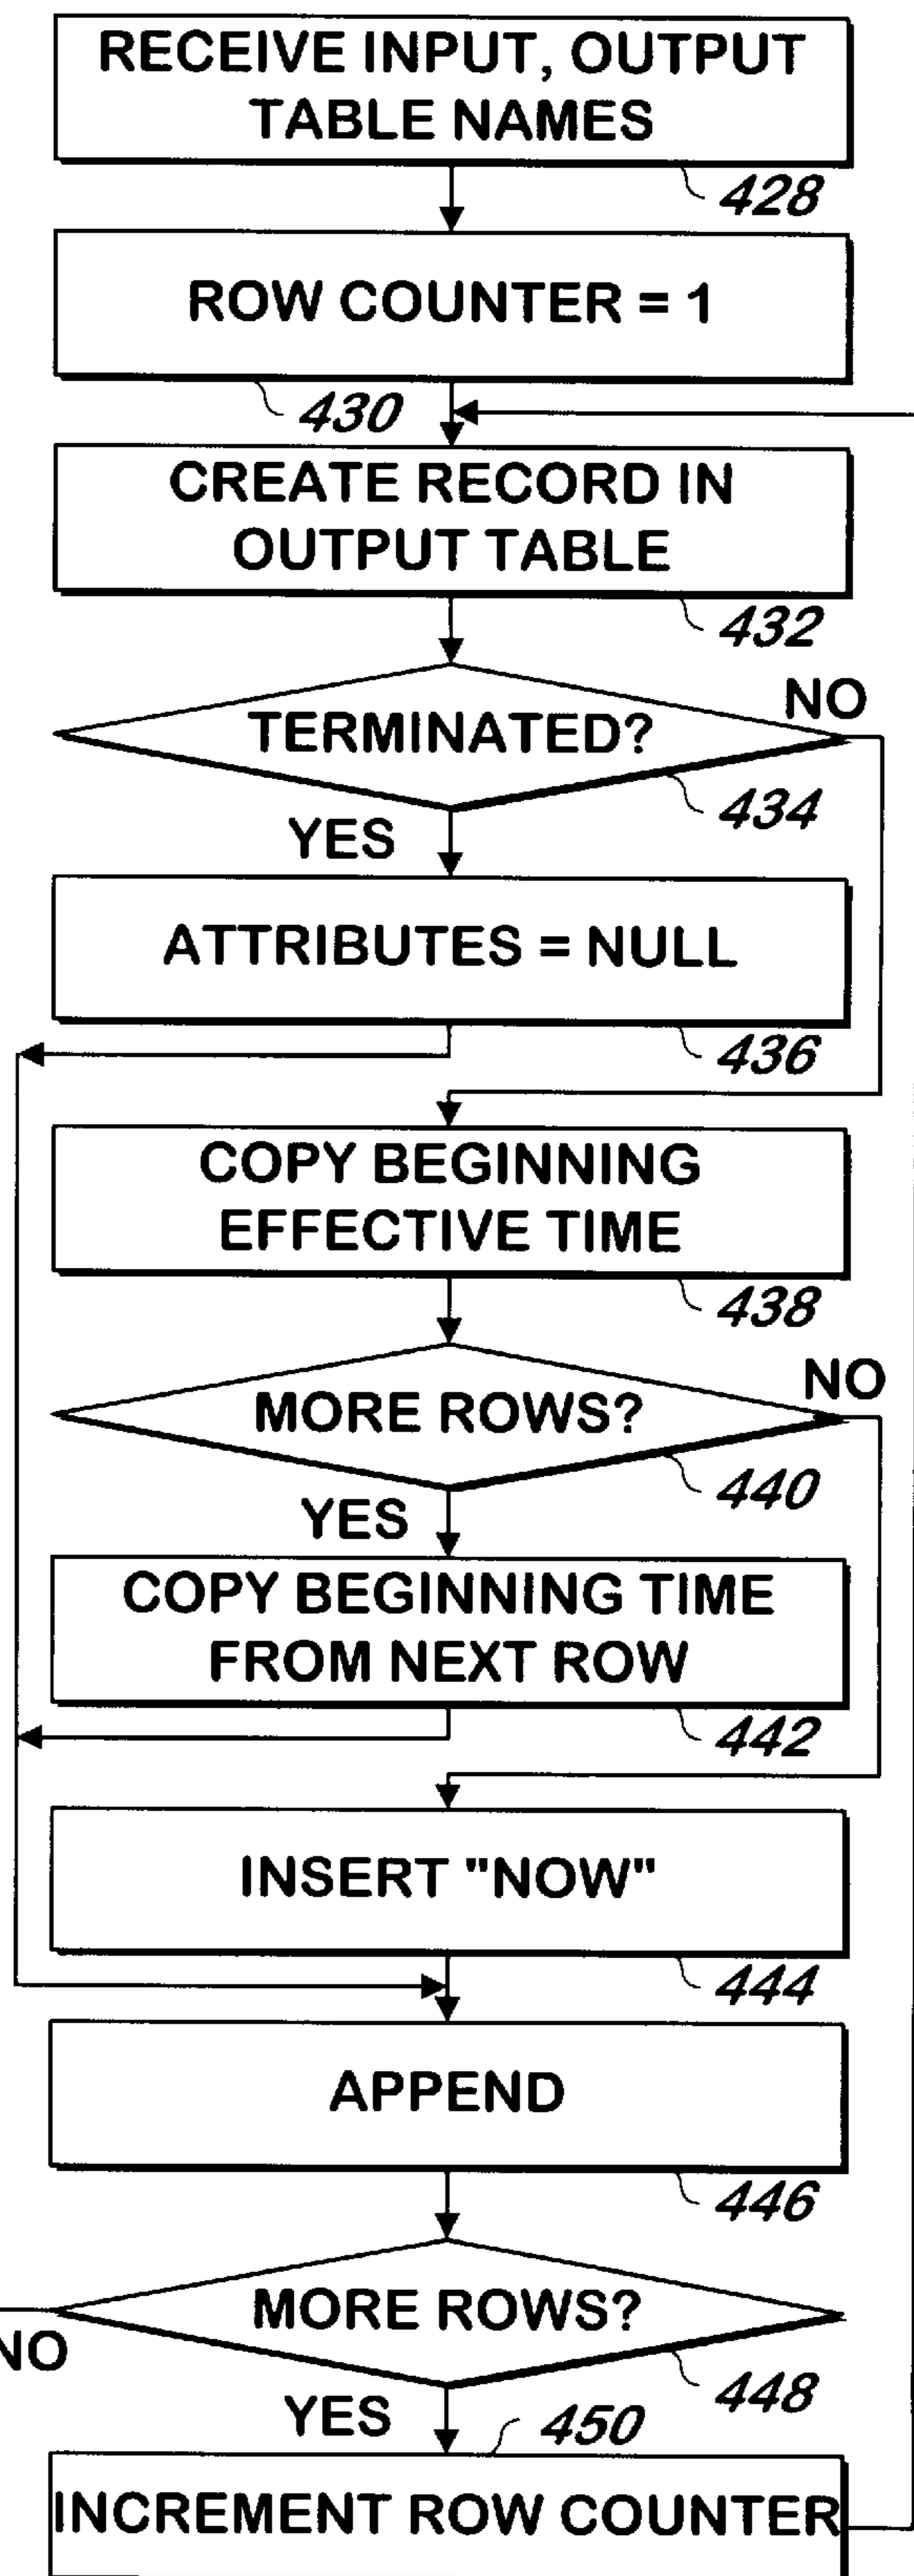 RECEIVE INPUT, OUTPUT
TABLE NAMES
428
ROW COUNTER = 1
430
CREATE RECORD IN
OUTPUT TABLE
432
TERMINATED?
NO
434
YES
ATTRIBUTES = NULL
436
COPY BEGINNING
EFFECTIVE TIME
438
MORE ROWS?
NO
440
YES
COPY BEGINNING TIME
FROM NEXT ROW
442
INSERT "NOW"
444
APPEND
446
MORE ROWS?
NO
448
YES
450
INCREMENT ROW COUNTER